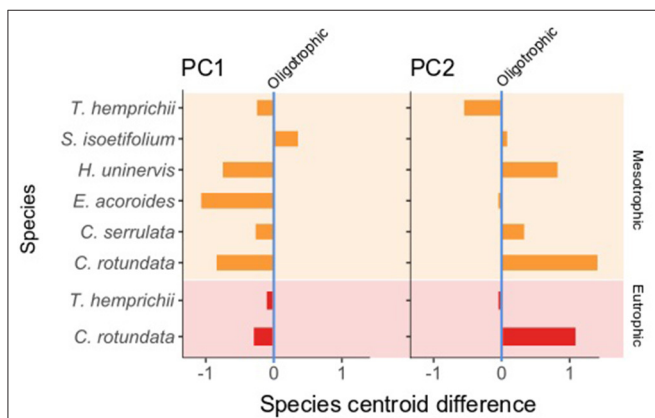 PC1
Oligotrophic
PC2
Oligotrophic
Species
T. hemprichii
S. isoetifolium
H. uninervis
E. acoroides
C. serrulata
C. rotundata
T. hemprichii
C. rotundata
Mesotrophic
Eutrophic
-1 0 1
-1 0 1
Species centroid difference